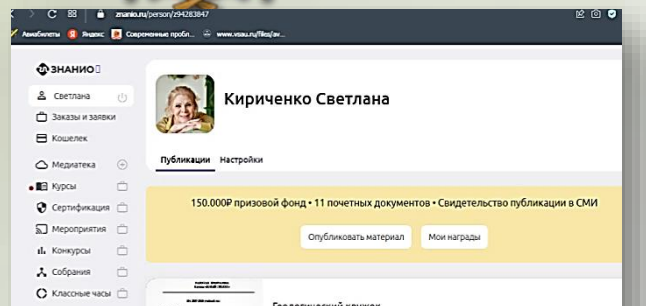 znanio.ru/person/z94283847
Авиабилеты Яндекс Современные пробл... www.vsau.ru/files/av...
ЗНАНИО
Светлана
Заказы и заявки
Кошелек
Медиатека
Курсы
Сертификация
Мероприятия
Конкурсы
Собрания
Классные часы
Кириченко Светлана
Публикации Настройки
150.000₽ призовой фонд • 11 почетных документов • Свидетельство публикации в СМИ
Опубликовать материал Мои награды